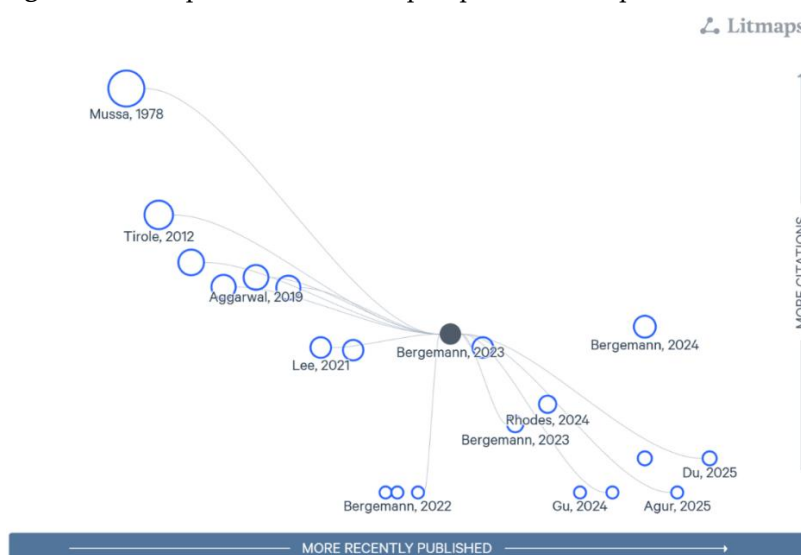 Litmaps
Mussa, 1978
Tirole, 2012
Aggarwal, 2019
Lee, 2021
Bergemann, 2023
Bergemann, 2024
Rhodes, 2024
Bergemann, 2023
Du, 2025
Bergemann, 2022
Gu, 2024
Agur, 2025
MORE CITATIONS
MORE RECENTLY PUBLISHED